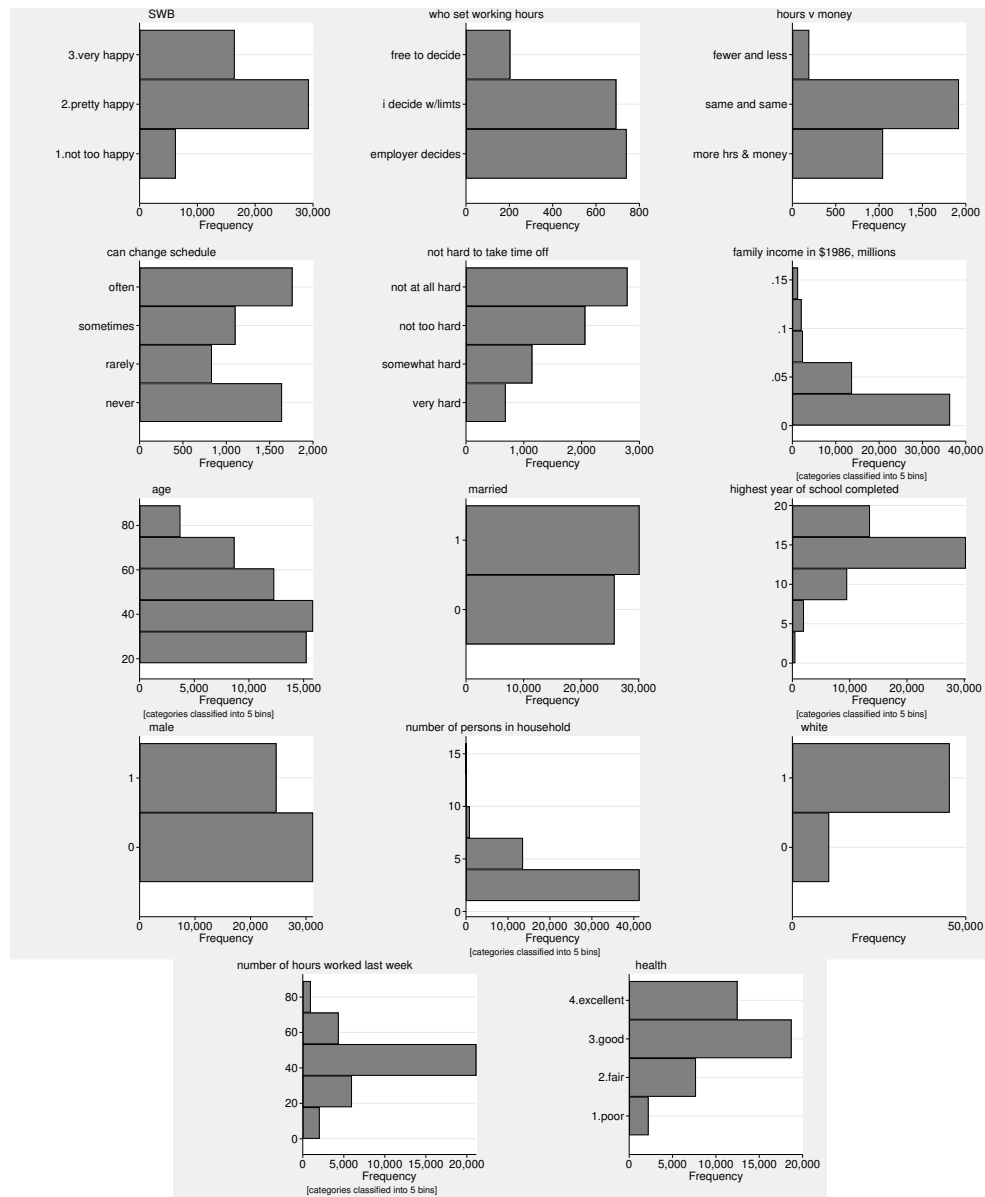 SWB
3.very happy
2.pretty happy
1.not too happy
0 10,000 20,000 30,000
Frequency
who set working hours
free to decide
i decide w/limts
employer decides
0 200 400 600 800
Frequency
hours v money
fewer and less
same and same
more hrs & money
0 500 1,000 1,500 2,000
Frequency
can change schedule
often
sometimes
rarely
never
0 500 1,000 1,500 2,000
Frequency
not hard to take time off
not at all hard
not too hard
somewhat hard
very hard
0 1,000 2,000 3,000
Frequency
family income in $1986, millions
.15
.1
.05
0
0 10,000 20,000 30,000 40,000
Frequency
[categories classified into 5 bins]
age
80
60
40
20
0 5,000 10,000 15,000
Frequency
[categories classified into 5 bins]
married
1
0
0 10,000 20,000 30,000
Frequency
highest year of school completed
20
15
10
5
0
0 10,000 20,000 30,000
Frequency
[categories classified into 5 bins]
male
1
0
0 10,000 20,000 30,000
Frequency
number of persons in household
15
10
5
0
0 10,000 20,000 30,000 40,000
Frequency
[categories classified into 5 bins]
white
1
0
0 50,000
Frequency
number of hours worked last week
80
60
40
20
0
0 5,000 10,000 15,000 20,000
Frequency
[categories classified into 5 bins]
health
4.excellent
3.good
2.fair
1.poor
0 5,000 10,000 15,000 20,000
Frequency